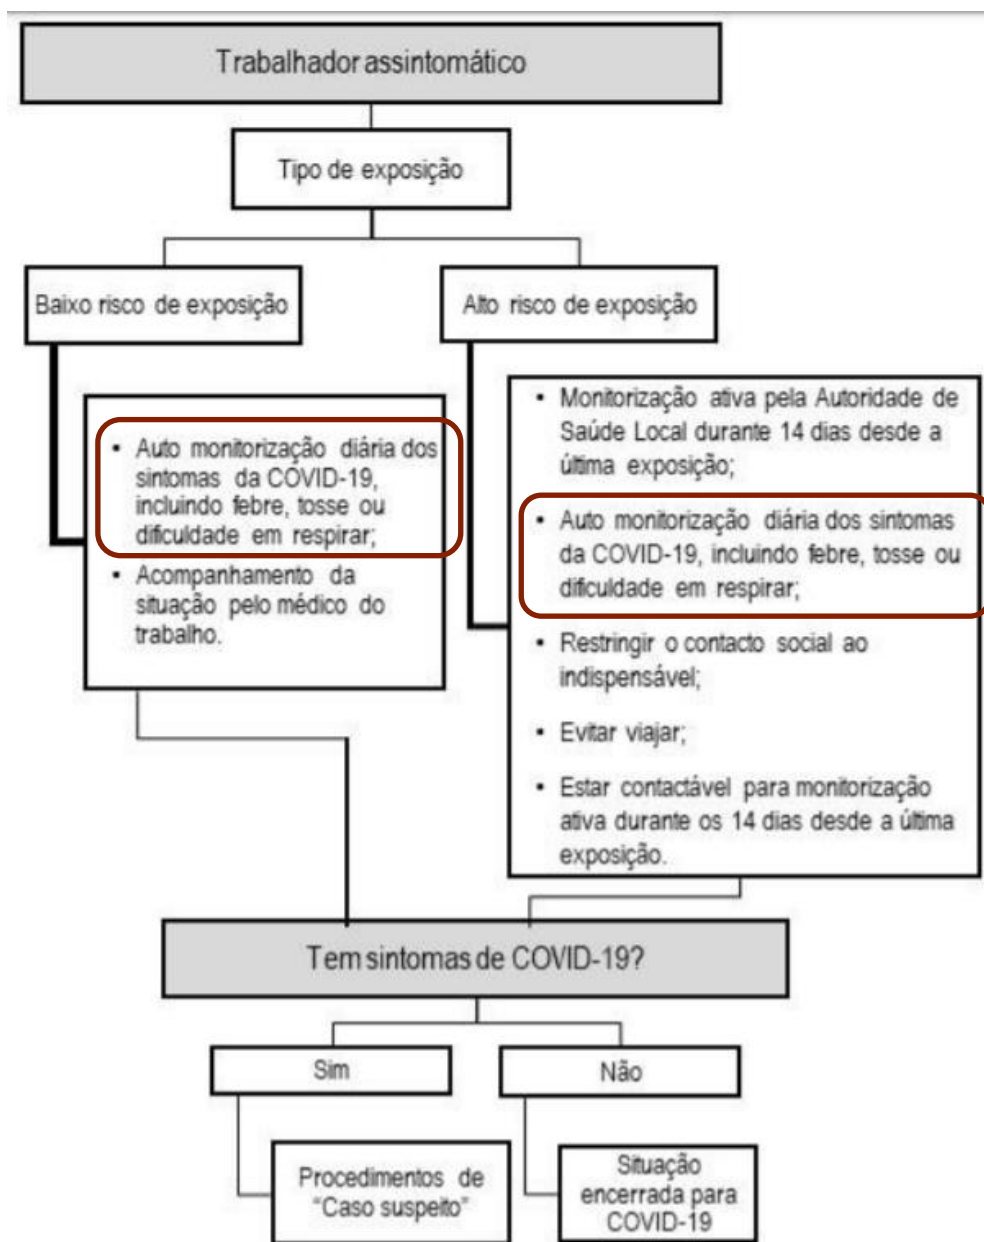 Trabalhador assintomático
Tipo de exposição
Baixo risco de exposição
Alto risco de exposição
• Auto monitorização diária dos
sintomas da COVID-19,
incluindo febre, tosse ou
dificuldade em respirar;
• Acompanhamento da
situação pelo médico do
trabalho.
• Monitorização ativa pela Autoridade de
Saúde Local durante 14 dias desde a
última exposição;
• Auto monitorização diária dos sintomas
da COVID-19, incluindo febre, tosse ou
dificuldade em respirar;
• Restringir o contacto social ao
indispensável;
• Evitar viajar;
• Estar contactável para monitorização
ativa durante os 14 dias desde a última
exposição.
Tem sintomas de COVID-19?
Sim
Não
Procedimentos de
“Caso suspeito”
Situação
encerrada para
COVID-19